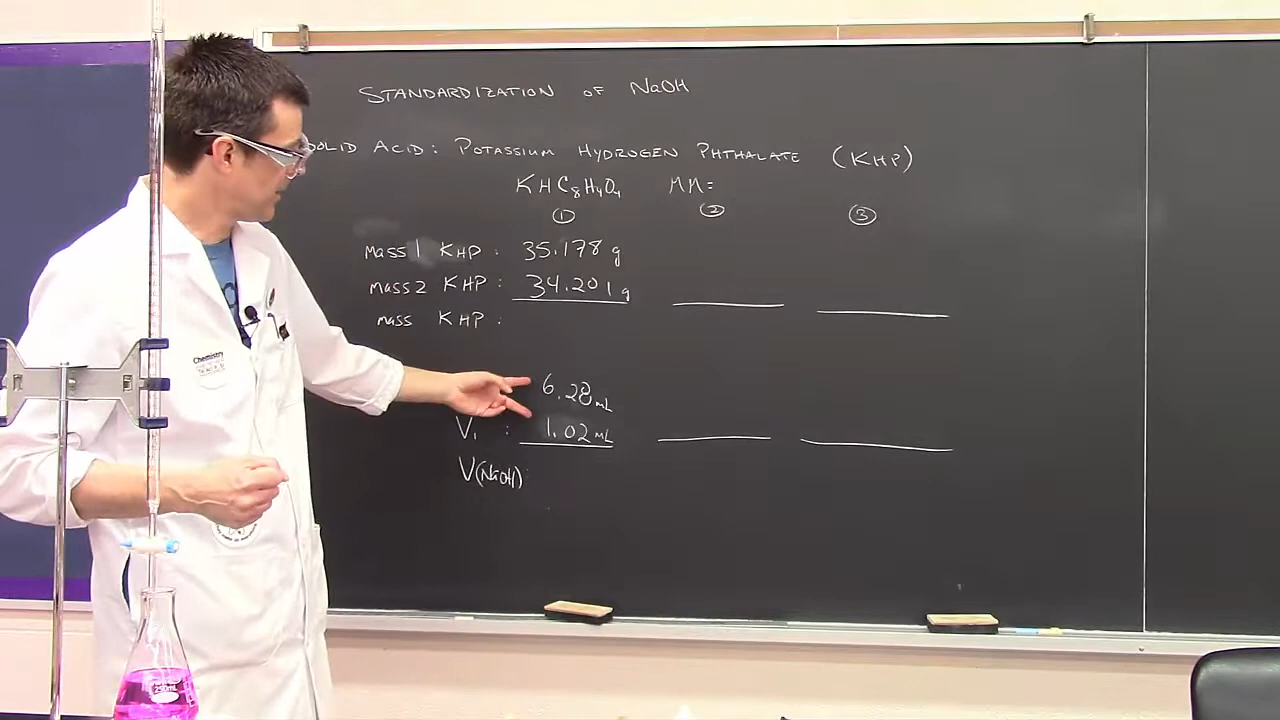 STANDARDIZATION OF NaOH
SOLID ACID: POTASSIUM HYDROGEN PHTHALATE (KHP)
KHC₈H₄O₄ MM=
① ② ③
MASS 1 KHP: 35.178 g
MASS 2 KHP: 34.201 g
MASS KHP:
6.28 mL
V₁ : 1.02 mL
V(NaOH):
Chemistry
250mL